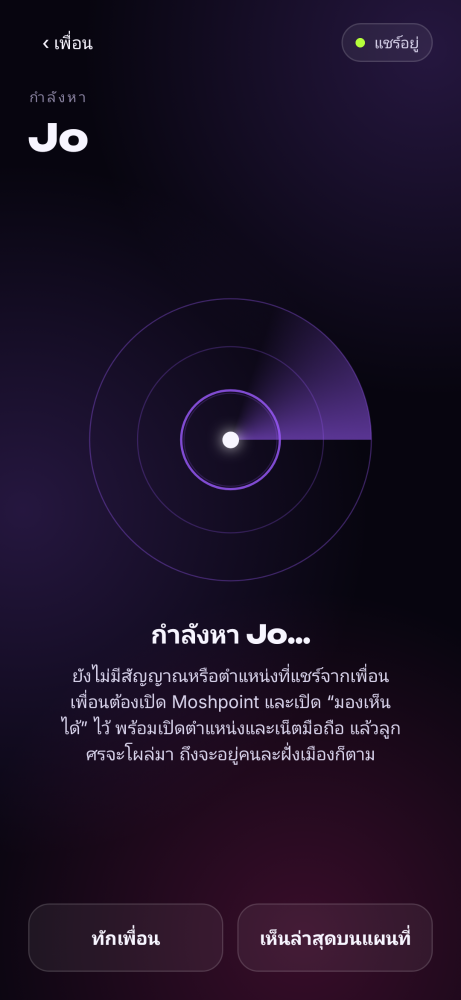 ‹ เพื่อน
แชร์อยู่
กำลังหา
Jo
กำลังหา Jo...
ยังไม่มีสัญญาณหรือตำแหน่งที่แชร์จากเพื่อน
เพื่อนต้องเปิด Moshpoint และเปิด “มองเห็น
ได้” ไว้ พร้อมเปิดตำแหน่งและเน็ตมือถือ แล้วลูก
ศรจะโผล่มา ถึงจะอยู่คนละฝั่งเมืองก็ตาม
ทักเพื่อน
เห็นล่าสุดบนแผนที่